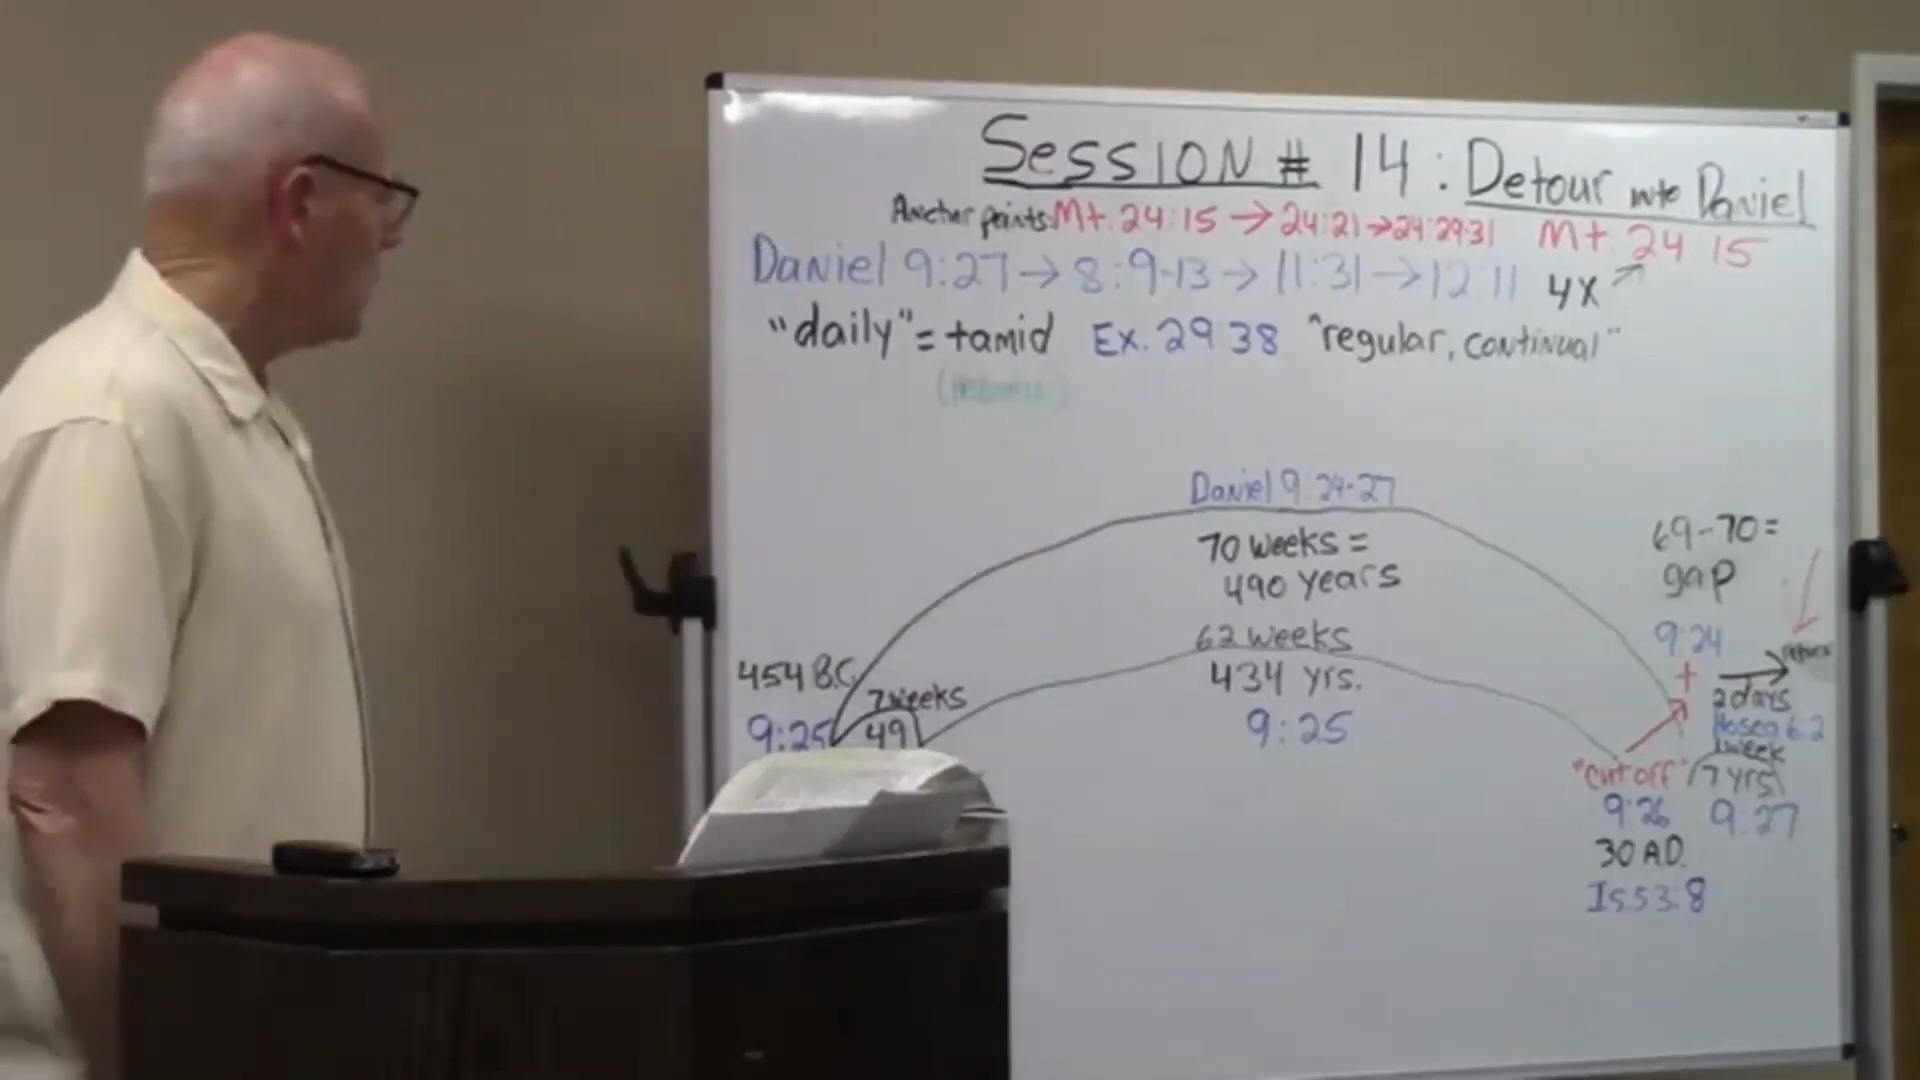 Session # 14 : Detour into Daniel
Anchor points: Mt. 24:15 → 24:21 → 24:29-31 Mt 24 15
Daniel 9:27 → 8:9-13 → 11:31 → 12 11 4X
"daily" = tamid Ex. 29:38 "regular, continual"
Daniel 9:24-27
70 weeks =
490 years
62 weeks
434 yrs.
9:25
454 B.C.
9:25
7 weeks
49
69-70 =
gap
9:24
2 days
Hosea 6:2
1 week
7 yrs
9:27
"cut off"
9:26
30 A.D.
Is. 53:8